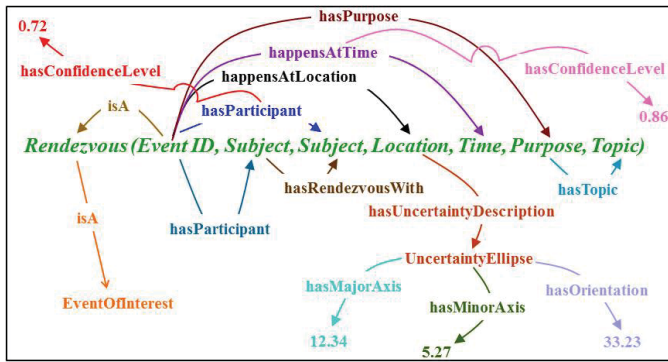 hasPurpose
0.72
happensAtTime
hasConfidenceLevel
hasConfidenceLevel
happensAtLocation
isA
hasParticipant
0.86
Rendezvous (Event ID, Subject, Subject, Location, Time, Purpose, Topic)
hasRendezvousWith
hasTopic
isA
hasUncertaintyDescription
hasParticipant
UncertaintyEllipse
hasMajorAxis
hasOrientation
EventOfInterest
hasMinorAxis
12.34
33.23
5.27